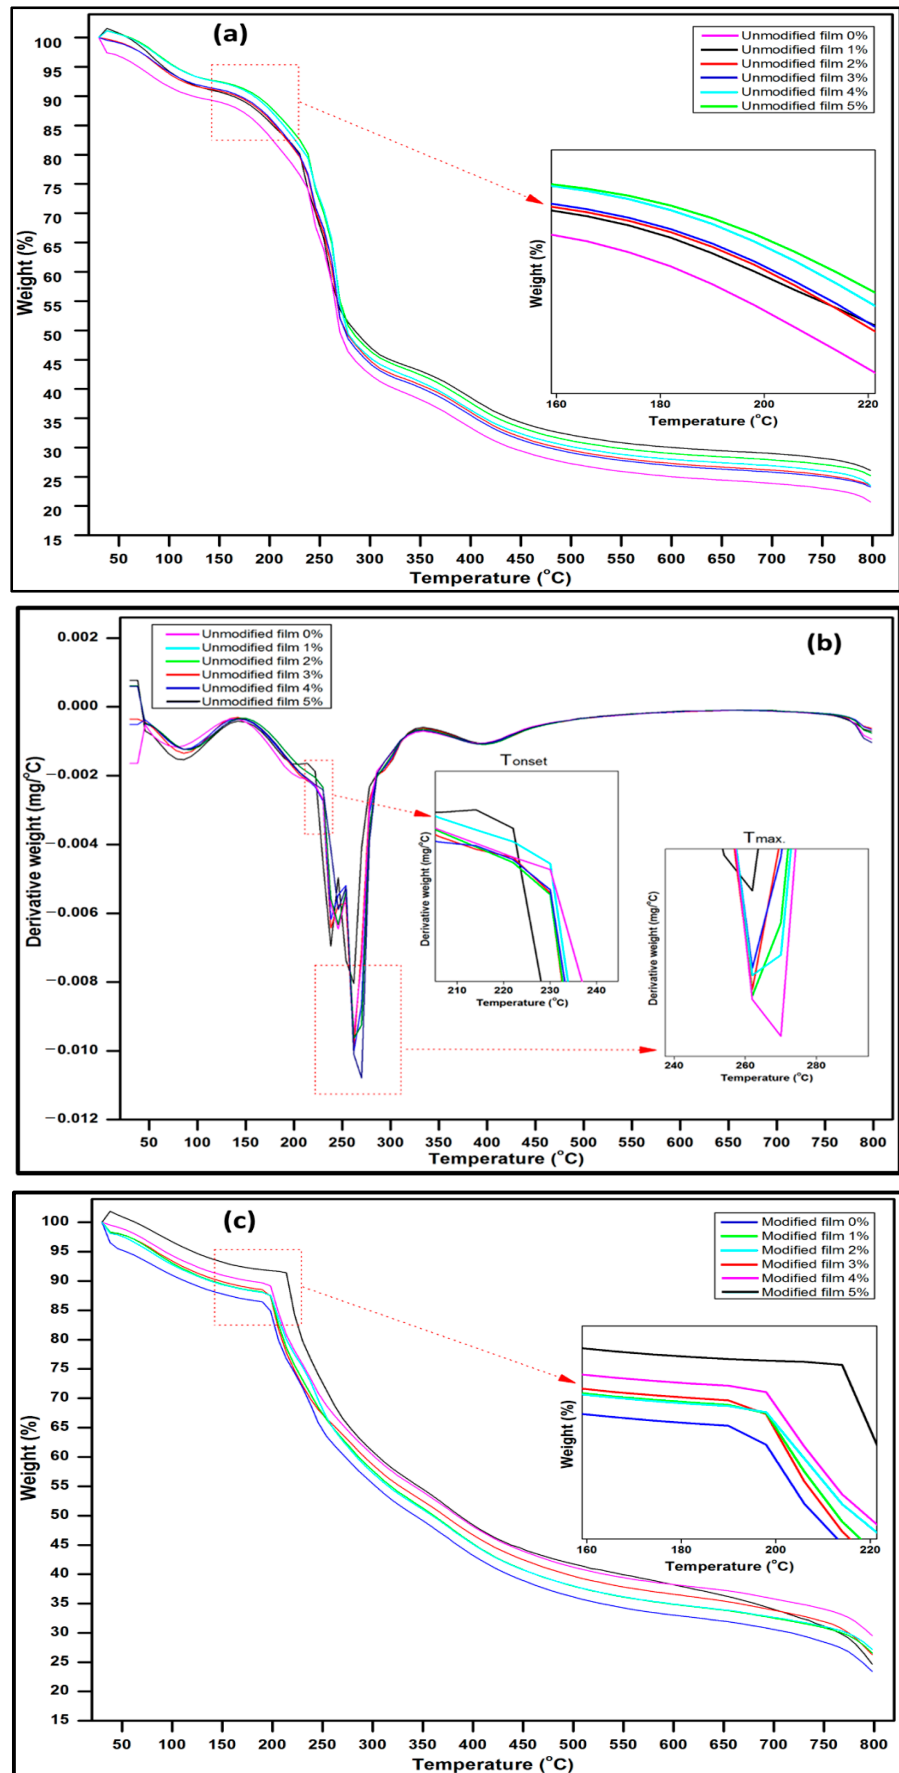 (a)
Unmodified film 0%
Unmodified film 1%
Unmodified film 2%
Unmodified film 3%
Unmodified film 4%
Unmodified film 5%
100
95
90
85
80
75
70
65
60
55
50
45
40
35
30
25
20
15
Weight (%)
Weight (%)
160 180 200 220
Temperature (°C)
50 100 150 200 250 300 350 400 450 500 550 600 650 700 750 800
Temperature (°C)
(b)
Unmodified film 0%
Unmodified film 1%
Unmodified film 2%
Unmodified film 3%
Unmodified film 4%
Unmodified film 5%
0.002
0.000
−0.002
−0.004
−0.006
−0.008
−0.010
−0.012
Derivative weight (mg/°C)
Tonset
Derivative weight (mg/°C)
210 220 230 240
Temperature (°C)
Tmax.
Derivative weight (mg/°C)
240 260 280
Temperature (°C)
50 100 150 200 250 300 350 400 450 500 550 600 650 700 750 800
Temperature (°C)
(c)
Modified film 0%
Modified film 1%
Modified film 2%
Modified film 3%
Modified film 4%
Modified film 5%
100
95
90
85
80
75
70
65
60
55
50
45
40
35
30
25
20
15
Weight (%)
Weight (%)
160 180 200 220
Temperature (°C)
50 100 150 200 250 300 350 400 450 500 550 600 650 700 750 800
Temperature (°C)